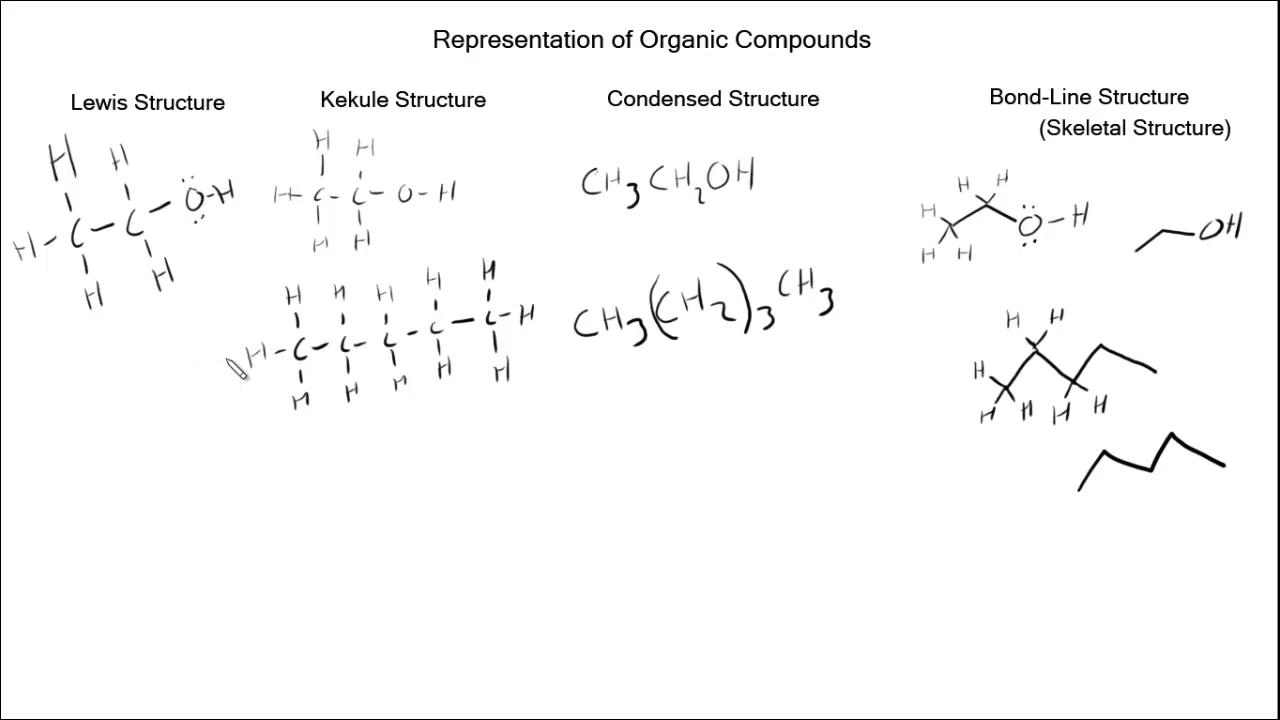 Representation of Organic Compounds
Lewis Structure
H H
H C C O H
H H
Kekule Structure
H H
H C C O H
H H
H H H H H
H C C C C C H
H H H H H
Condensed Structure
CH3CH2OH
CH3(CH2)3CH3
Bond-Line Structure
(Skeletal Structure)
H H
H O H
H H
OH
H H
H
H H H H